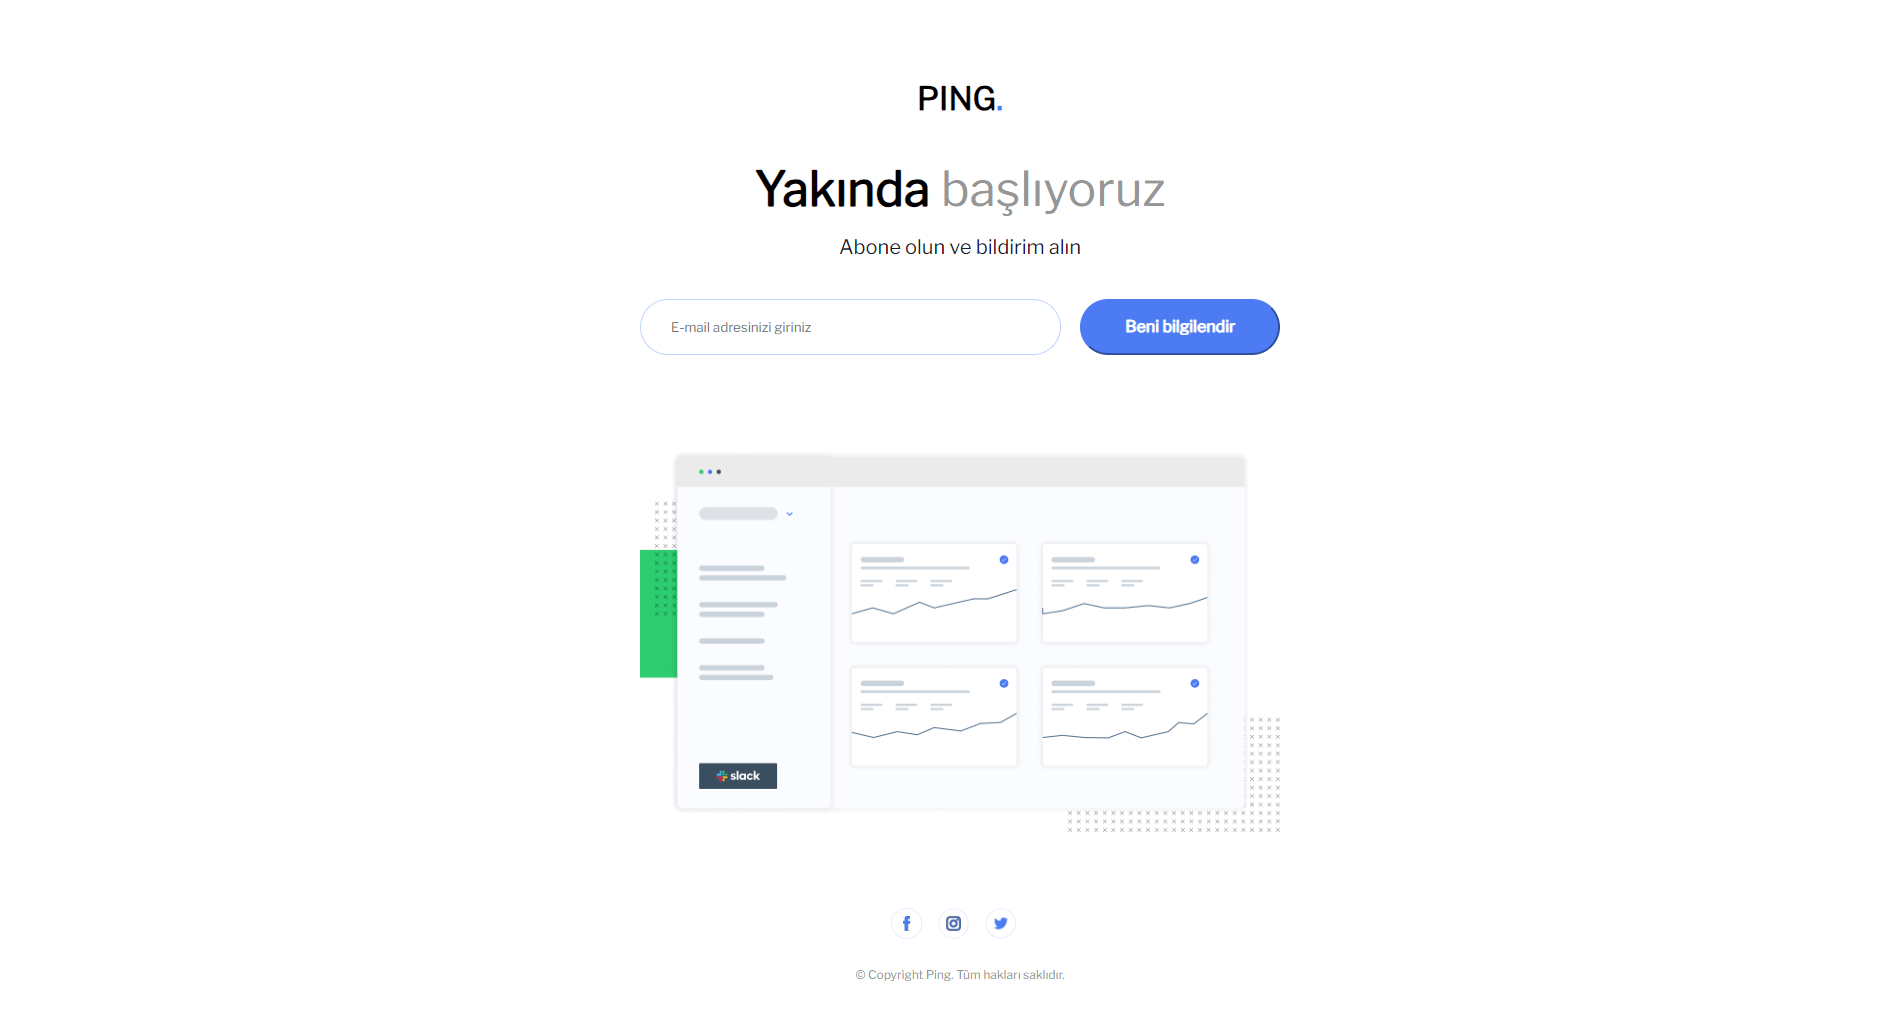 PING.
Yakında başlıyoruz
Abone olun ve bildirim alın
E-mail adresinizi giriniz
Beni bilgilendir
slack
© Copyright Ping. Tüm hakları saklıdır.